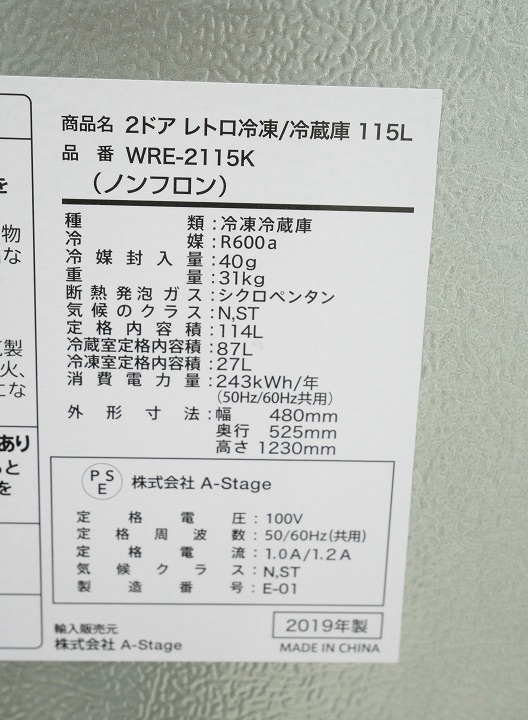 商品名 2ドア レトロ冷凍/冷蔵庫 115L
品番 WRE-2115K
（ノンフロン）
種類：冷凍冷蔵庫
冷媒：R600a
冷媒封入量：40g
重量：31kg
断熱発泡ガス：シクロペンタン
気候のクラス：N,ST
定格内容積：114L
冷蔵室定格内容積：87L
冷凍室定格内容積：27L
消費電力量：243kWh/年
(50Hz/60Hz共用)
外形寸法：幅 480mm
奥行 525mm
高さ 1230mm
PSE 株式会社 A-Stage
定格電圧：100V
定格周波数：50/60Hz(共用)
定格電流：1.0A/1.2A
気候クラス：N,ST
製造番号：E-01
輸入販売元
株式会社 A-Stage
2019年製
MADE IN CHINA
を
物
な
製
火、
な
あり
と
を